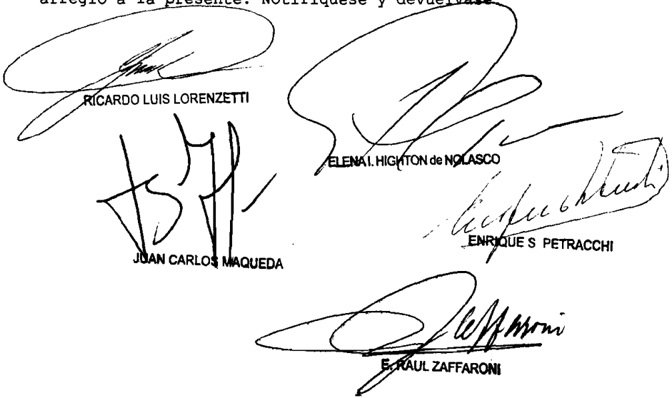 arreglo a la presente. Notifíquese y devuélvase
RICARDO LUIS LORENZETTI
ELENA I. HIGHTON de NOLASCO
JUAN CARLOS MAQUEDA
ENRIQUE S PETRACCHI
Zaffaroni
E. RAUL ZAFFARONI